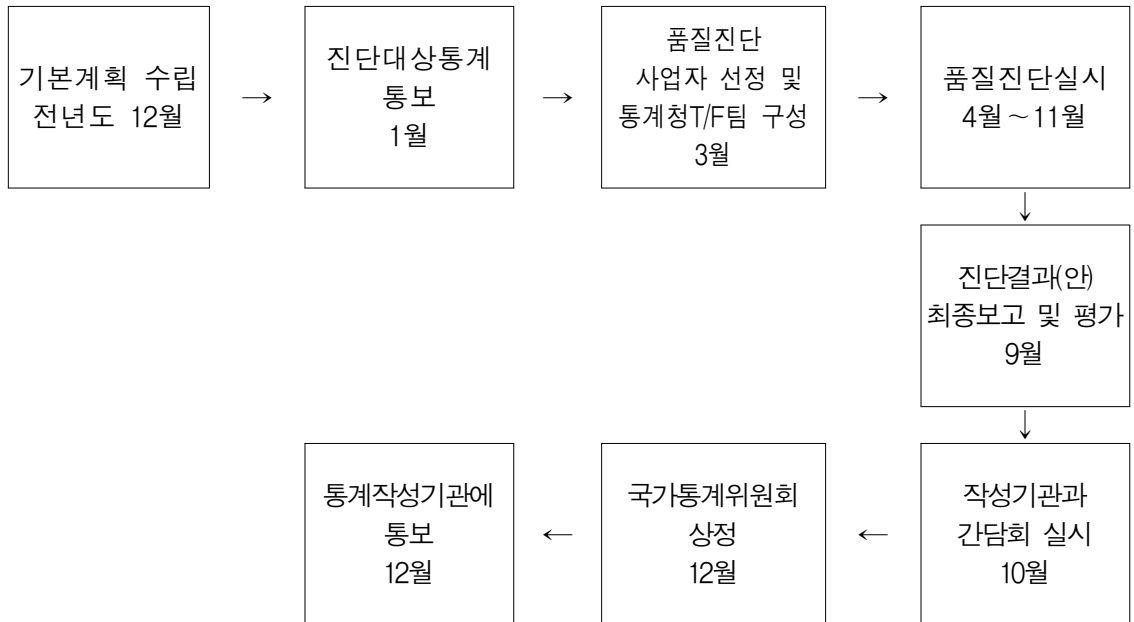 기본계획 수립
전년도 12월
→
진단대상통계
통보
1월
→
품질진단
사업자 선정 및
통계청T/F팀 구성
3월
→
품질진단실시
4월～11월
↓
진단결과(안)
최종보고 및 평가
9월
↓
작성기관과
간담회 실시
10월
←
국가통계위원회
상정
12월
←
통계작성기관에
통보
12월